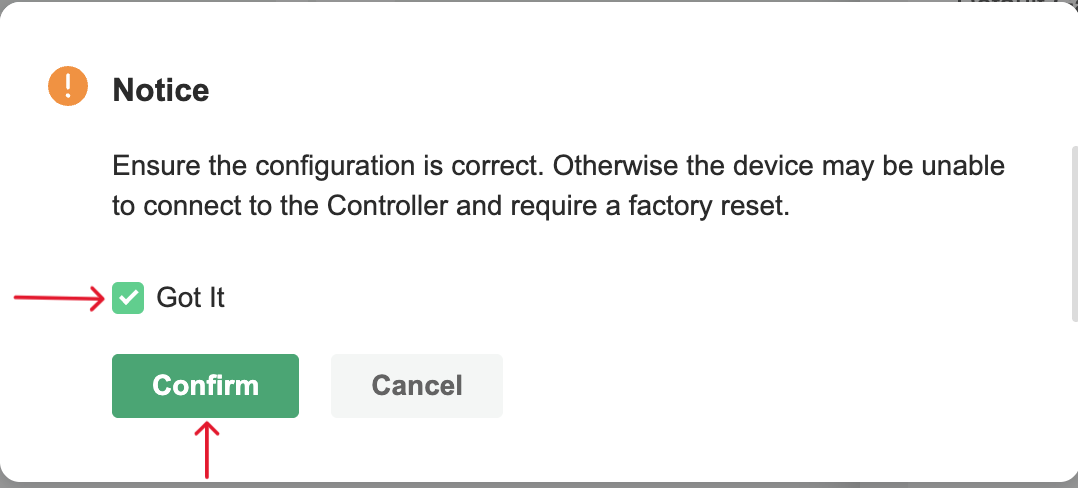 Notice
Ensure the configuration is correct. Otherwise the device may be unable
to connect to the Controller and require a factory reset.
Got It
Confirm
Cancel